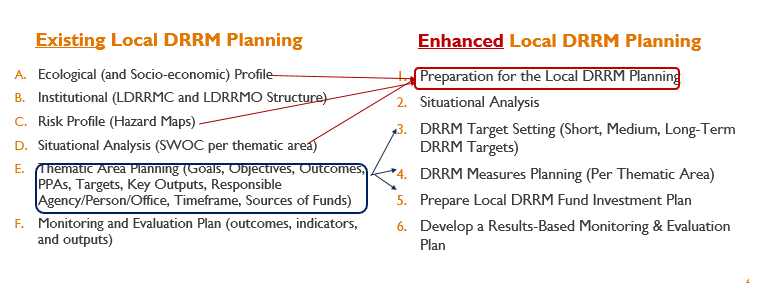 Existing Local DRRM Planning
A. Ecological (and Socio-economic) Profile
B. Institutional (LDRRMC and LDRRMO Structure)
C. Risk Profile (Hazard Maps)
D. Situational Analysis (SWOC per thematic area)
E. Thematic Area Planning (Goals, Objectives, Outcomes,
PPAs, Targets, Key Outputs, Responsible
Agency/Person/Office, Timeframe, Sources of Funds)
F. Monitoring and Evaluation Plan (outcomes, indicators,
and outputs)
Enhanced Local DRRM Planning
1. Preparation for the Local DRRM Planning
2. Situational Analysis
3. DRRM Target Setting (Short, Medium, Long-Term
DRRM Targets)
4. DRRM Measures Planning (Per Thematic Area)
5. Prepare Local DRRM Fund Investment Plan
6. Develop a Results-Based Monitoring & Evaluation
Plan